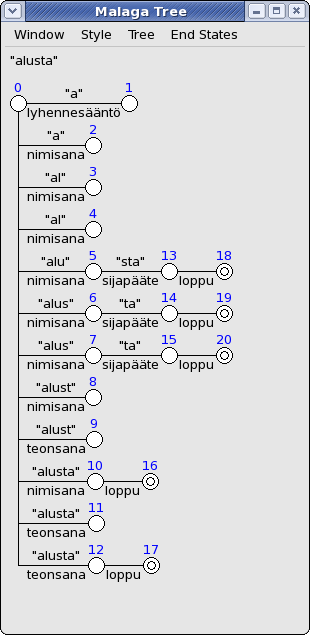 Malaga Tree
Window Style Tree End States
"alusta"
0 "a" 1
lyhennesääntö
"a" 2
nimisana
"al" 3
nimisana
"al" 4
nimisana
"alu" 5 "sta" 13 18
nimisana sijapääte loppu
"alus" 6 "ta" 14 19
nimisana sijapääte loppu
"alus" 7 "ta" 15 20
nimisana sijapääte loppu
"alust" 8
nimisana
"alust" 9
teonsana
"alusta" 10 16
nimisana loppu
"alusta" 11
teonsana
"alusta" 12 17
teonsana loppu